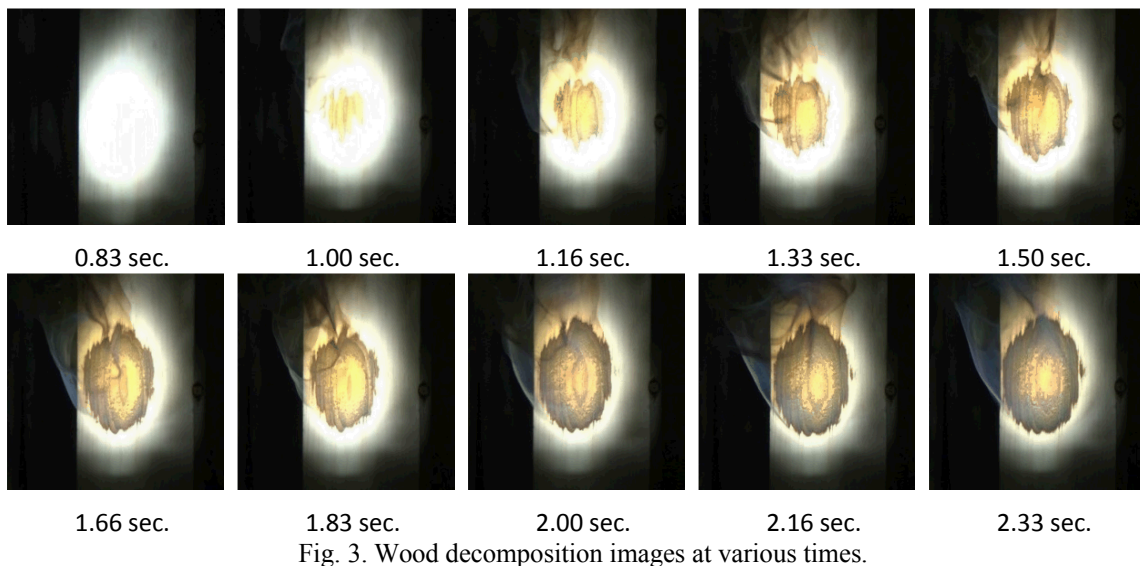 0.83 sec. 1.00 sec. 1.16 sec. 1.33 sec. 1.50 sec.
1.66 sec. 1.83 sec. 2.00 sec. 2.16 sec. 2.33 sec.
Fig. 3. Wood decomposition images at various times.